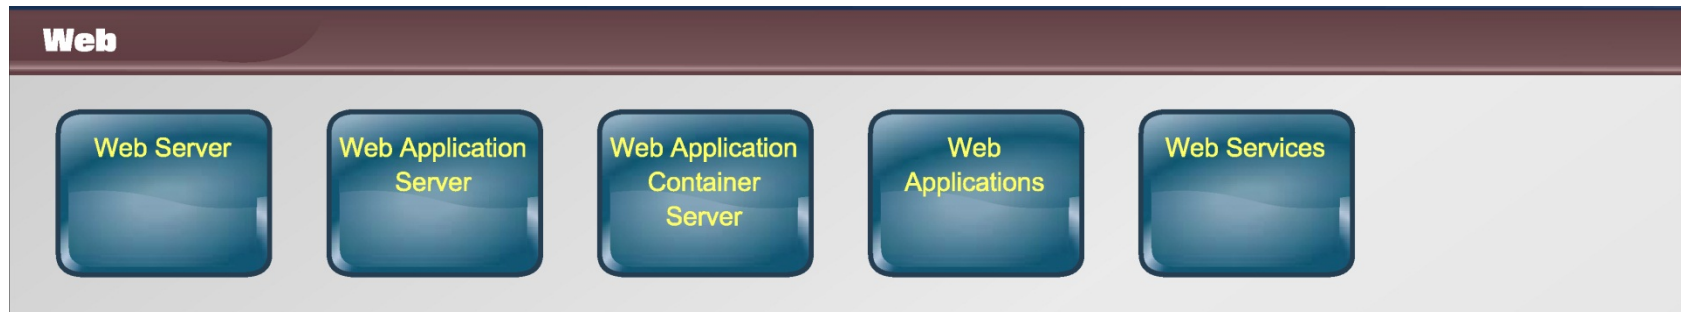 Web
Web Server
Web Application
Server
Web Application
Container
Server
Web
Applications
Web Services